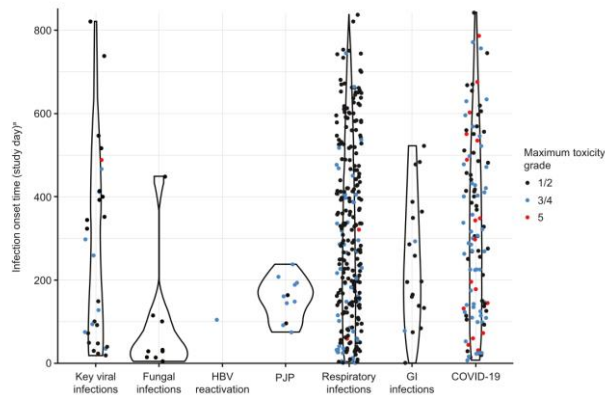 800
600
400
200
0
Infection onset time (study day)ª
Key viral
infections
Fungal
infections
HBV
reactivation
PJP
Respiratory
infections
GI
infections
COVID-19
Maximum toxicity
grade
1/2
3/4
5